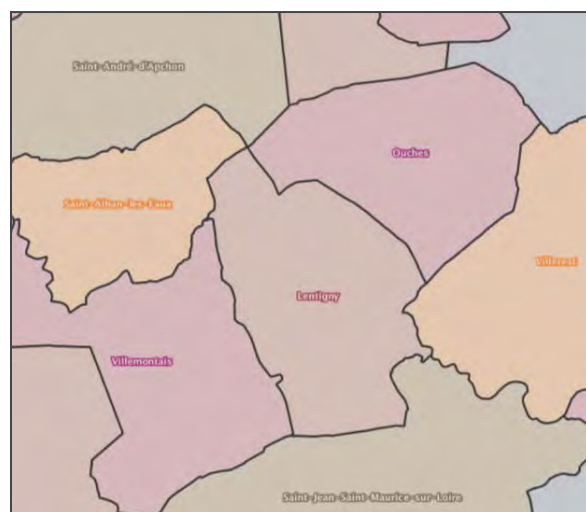 Saint-André-d'Apchon
Ouches
Saint-Alban-les-Eaux
Villerest
Lentigny
Villemontais
Saint-Jean-Saint-Maurice-sur-Loire